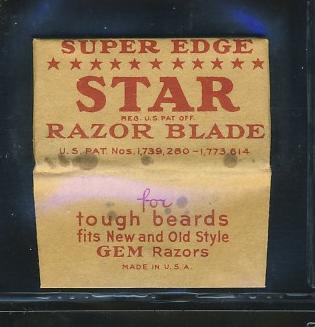 SUPER EDGE
★★★★★★★★★★
STAR
REG. U.S. PAT. OFF.
RAZOR BLADE
U.S. PAT. Nos. 1,739,280-1,773,614
for
tough beards
fits New and Old Style
GEM Razors
MADE IN U.S.A.